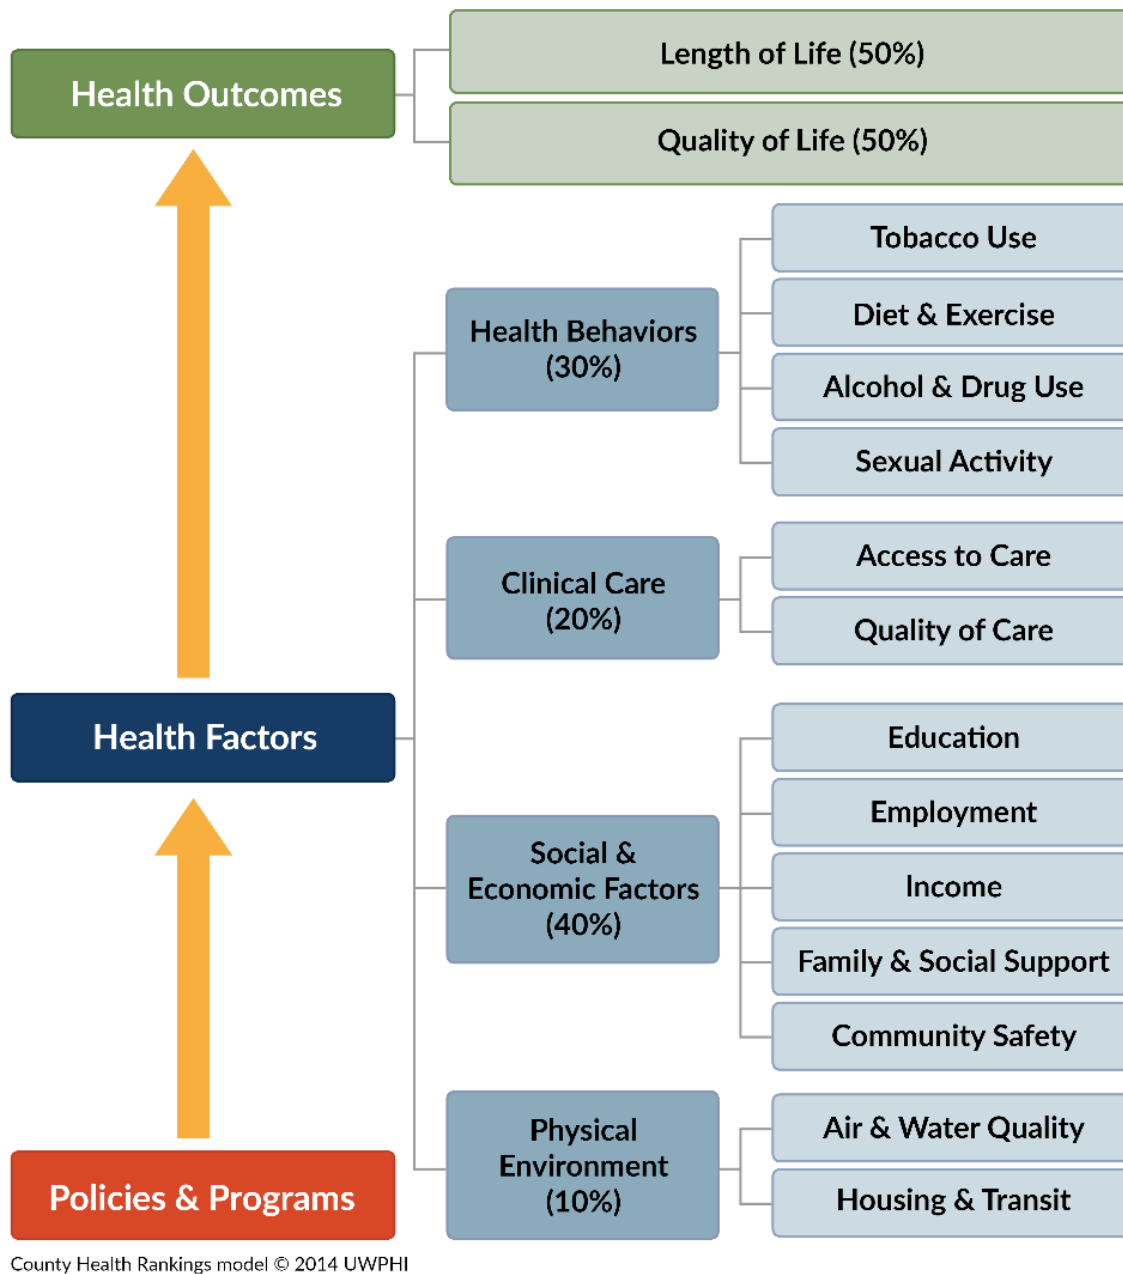 Health Outcomes
Length of Life (50%)
Quality of Life (50%)
Health Factors
Health Behaviors
(30%)
Tobacco Use
Diet & Exercise
Alcohol & Drug Use
Sexual Activity
Clinical Care
(20%)
Access to Care
Quality of Care
Social &
Economic Factors
(40%)
Education
Employment
Income
Family & Social Support
Community Safety
Physical
Environment
(10%)
Air & Water Quality
Housing & Transit
Policies & Programs
County Health Rankings model © 2014 UWPHI